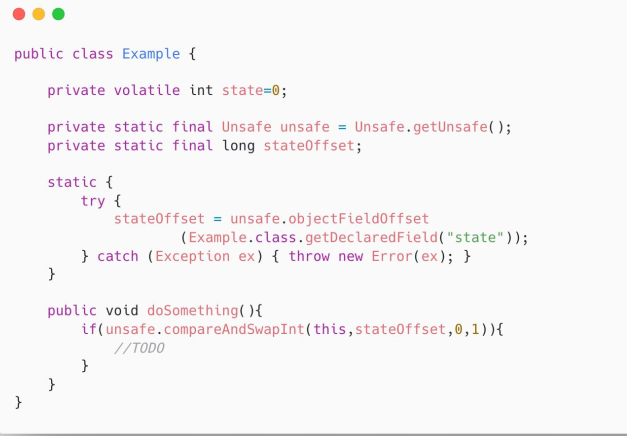 public class Example {
private volatile int state=0;
private static final Unsafe unsafe = Unsafe.getUnsafe();
private static final long stateOffset;
static {
try {
stateOffset = unsafe.objectFieldOffset
(Example.class.getDeclaredField("state"));
} catch (Exception ex) { throw new Error(ex); }
}
public void doSomething(){
if(unsafe.compareAndSwapInt(this,stateOffset,0,1)){
//TODO
}
}
}